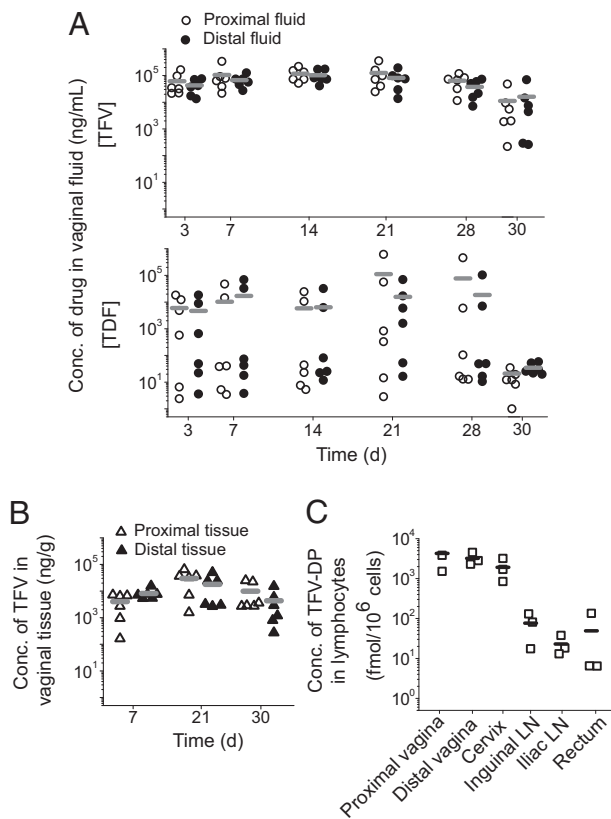 A
Proximal fluid
Distal fluid
Conc. of drug in vaginal fluid (ng/mL)
[TFV]
10^5
10^3
10^1
3 7 14 21 28 30
[TDF]
10^5
10^3
10^1
3 7 14 21 28 30
Time (d)
B
Proximal tissue
Distal tissue
Conc. of TFV in
vaginal tissue (ng/g)
10^5
10^3
10^1
7 21 30
Time (d)
C
Conc. of TFV-DP
in lymphocytes
(fmol/10^6 cells)
10^4
10^3
10^2
10^1
10^0
Proximal vagina
Distal vagina
Cervix
Inguinal LN
Iliac LN
Rectum